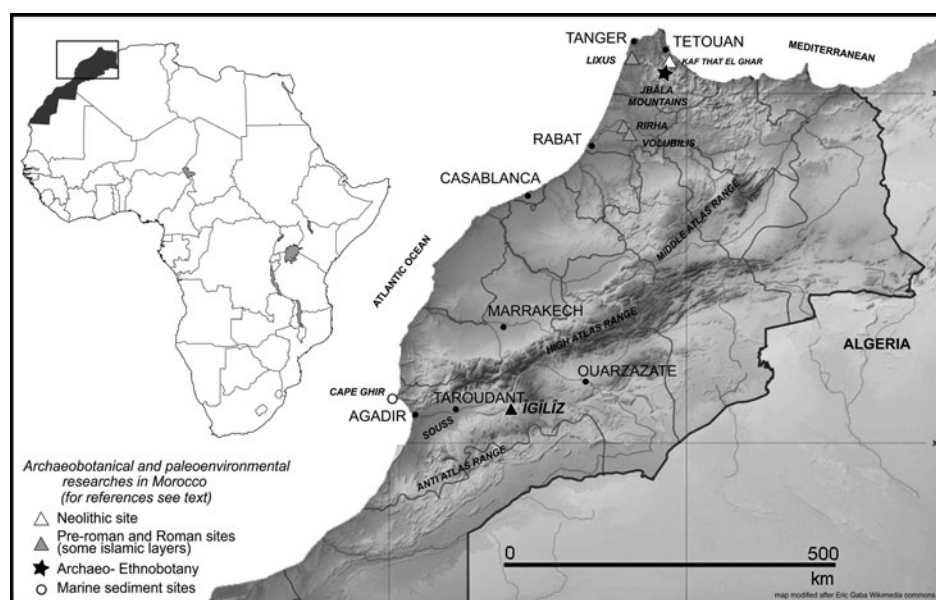 TANGER
TETOUAN
MEDITERRANEAN
LIXUS
KAF THAT EL GHAR
JBALA
MOUNTAINS
RIRHA
VOLUBILIS
RABAT
CASABLANCA
MIDDLE ATLAS RANGE
ATLANTIC OCEAN
MARRAKECH
HIGH ATLAS RANGE
ALGERIA
OUARZAZATE
CAPE GHIR
TAROUDANT
ÎGÎLÎZ
AGADIR
SOUSS
ANTI ATLAS RANGE
Archaeobotanical and paleoenvironmental
researches in Morocco
(for references see text)
Neolithic site
Pre-roman and Roman sites
(some islamic layers)
Archaeo- Ethnobotany
Marine sediment sites
0 500
km
map modified after Eric Gaba Wikimedia commons